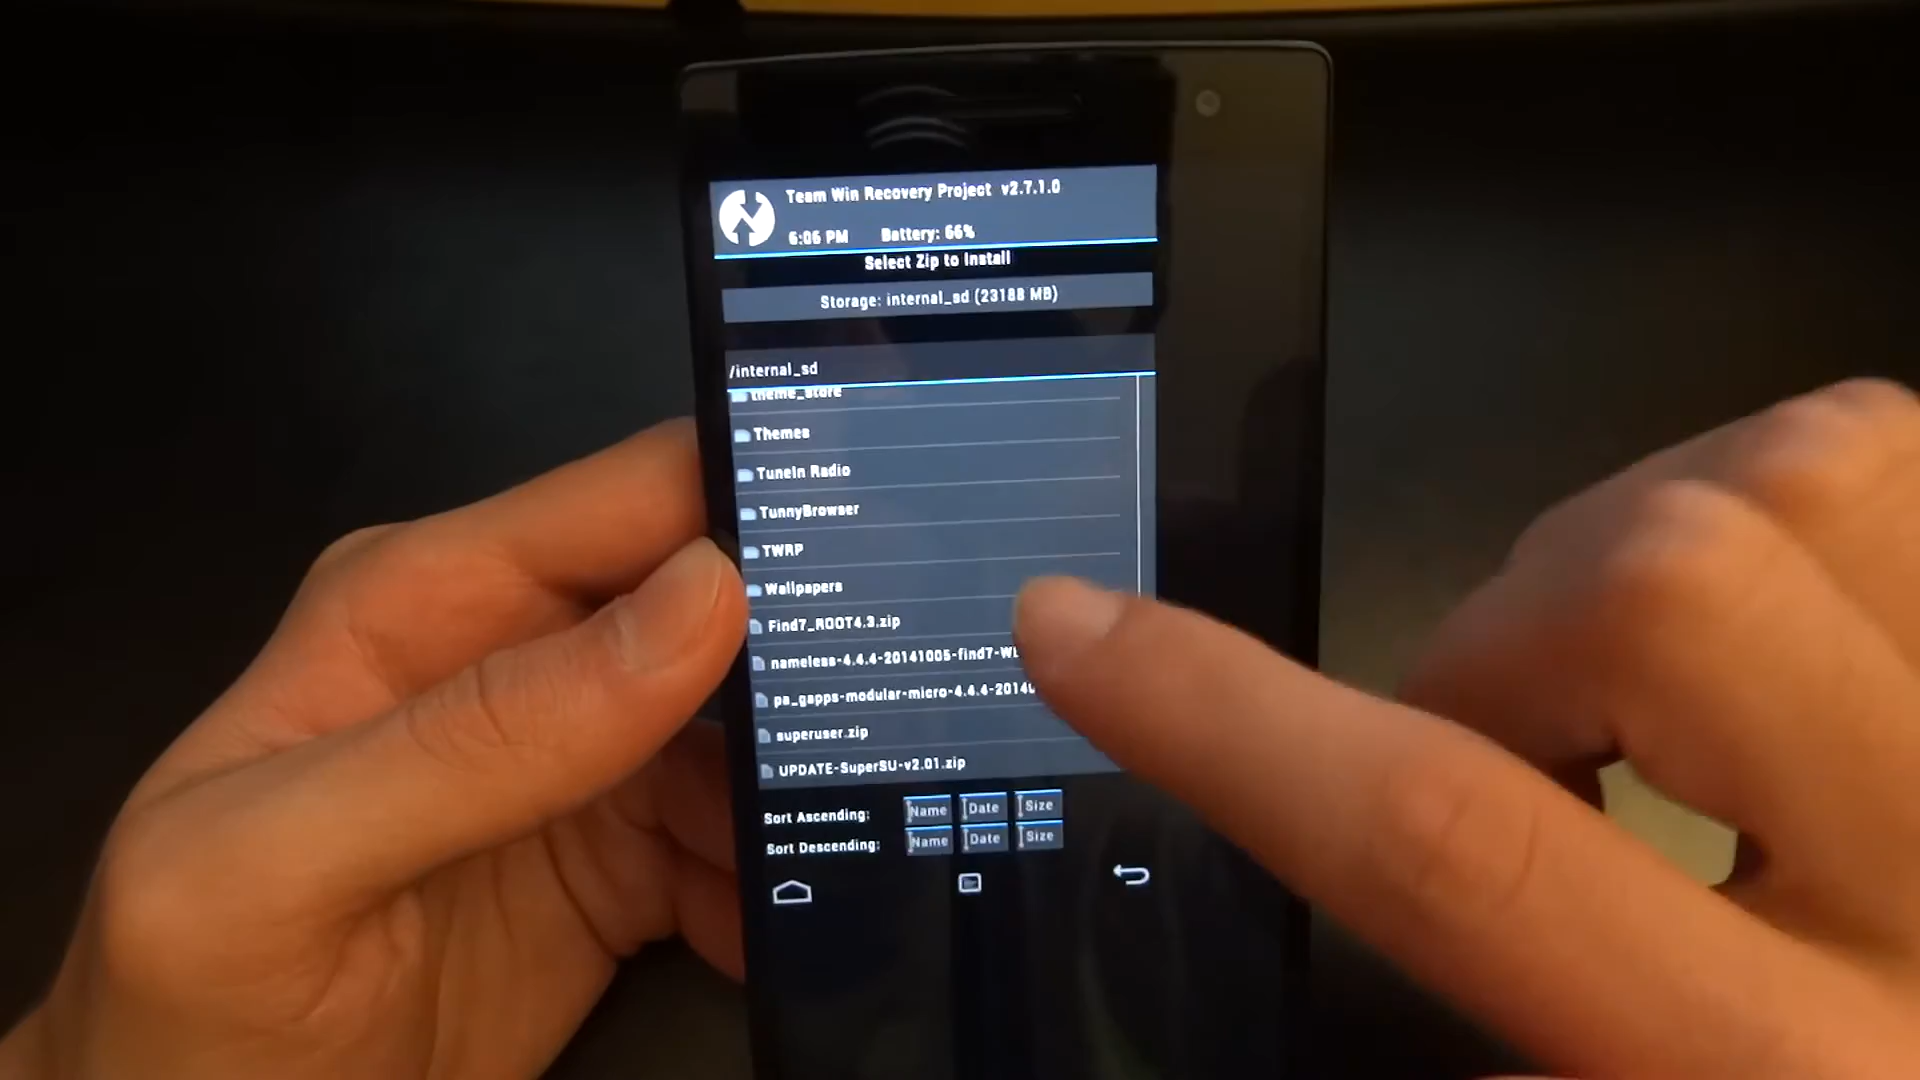 Team Win Recovery Project v2.7.1.0
6:06 PM Battery: 66%
Select Zip to Install
Storage: internal_sd (23188 MB)
/internal_sd
theme_store
Themes
TuneIn Radio
TunnyBrowser
TWRP
Wallpapers
Find7_ROOT4.3.zip
nameless-4.4.4-20141005-find7-WE
pa_gapps-modular-micro-4.4.4-2014
superuser.zip
UPDATE-SuperSU-v2.01.zip
Sort Ascending: Name Date Size
Sort Descending: Name Date Size